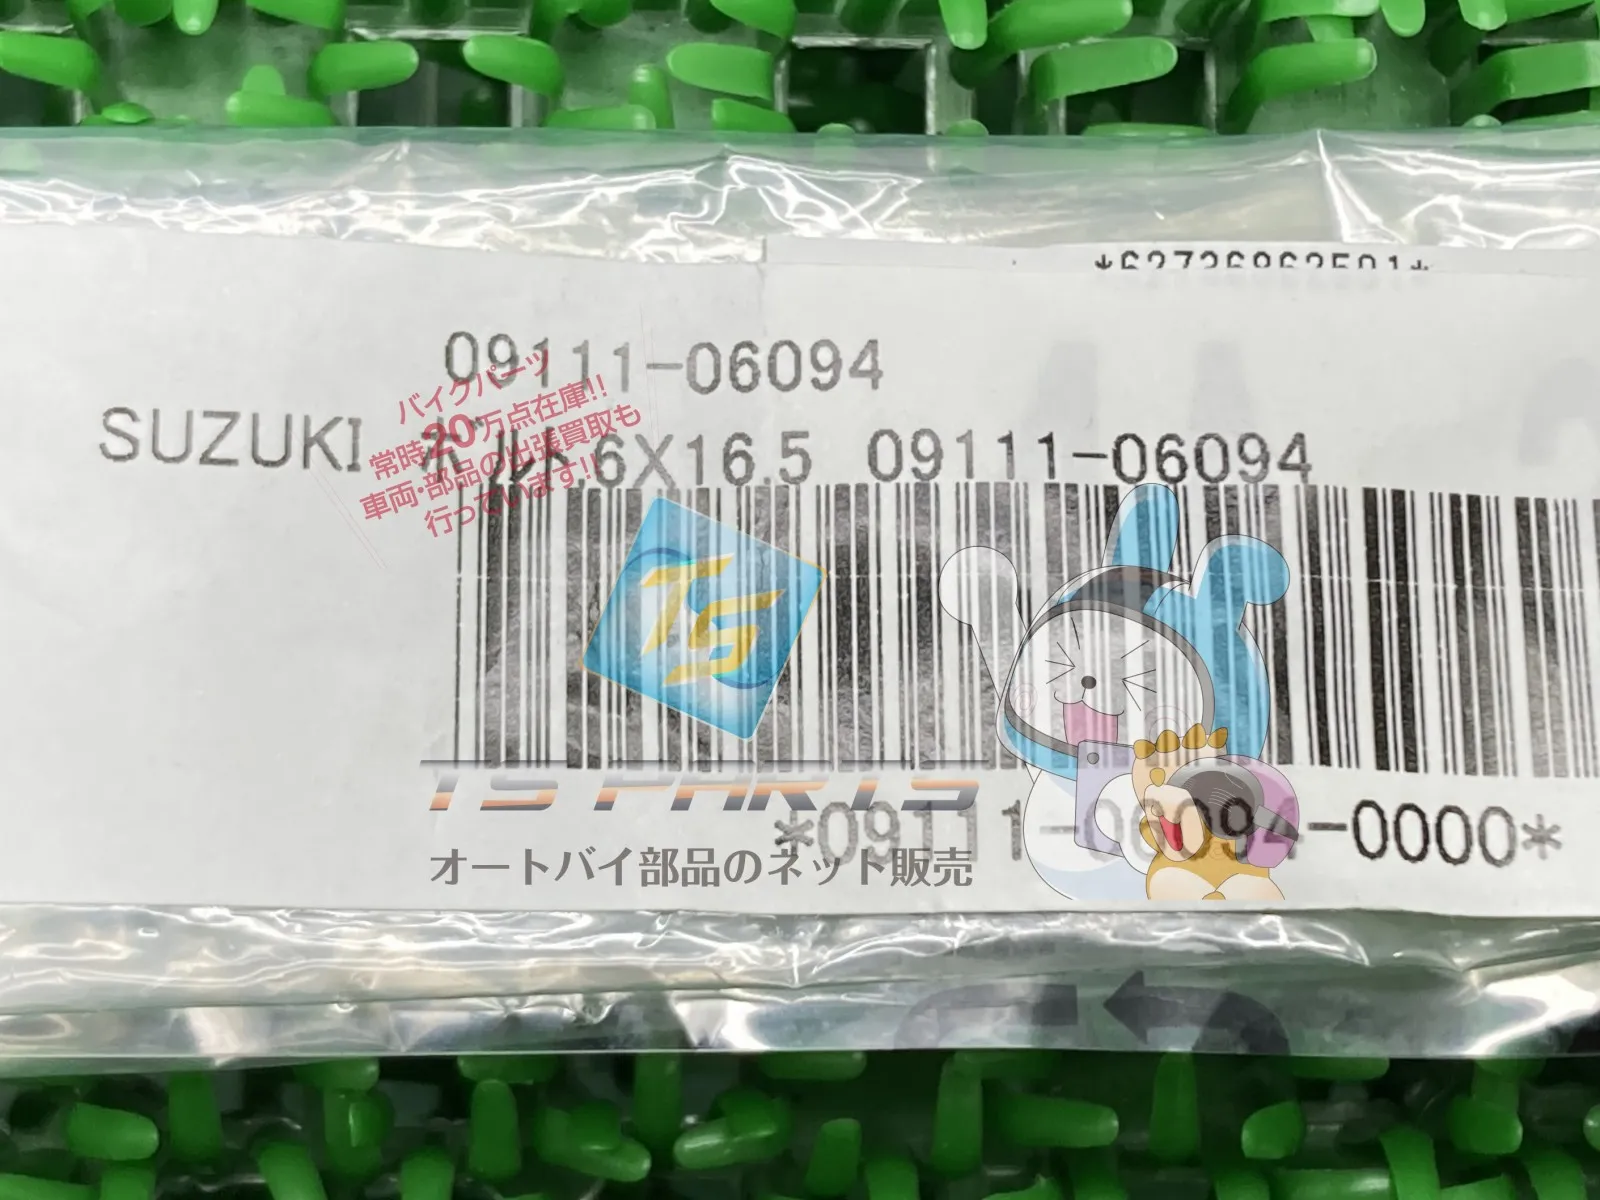 *62726862501*
09111-06094
SUZUKI ボルト,6X16.5 09111-06094
バイクパーツ
常時20万点在庫!!
車両・部品の出張買取も
行っています!!
TS
TS PARTS
*09111-06094-0000*
オートバイ部品のネット販売